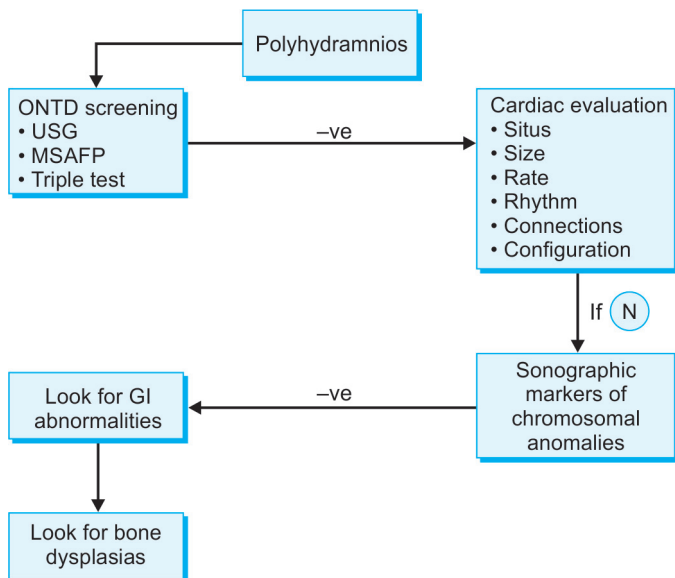 Polyhydramnios
ONTD screening
• USG
• MSAFP
• Triple test
–ve
Cardiac evaluation
• Situs
• Size
• Rate
• Rhythm
• Connections
• Configuration
If N
Sonographic
markers of
chromosomal
anomalies
–ve
Look for GI
abnormalities
Look for bone
dysplasias